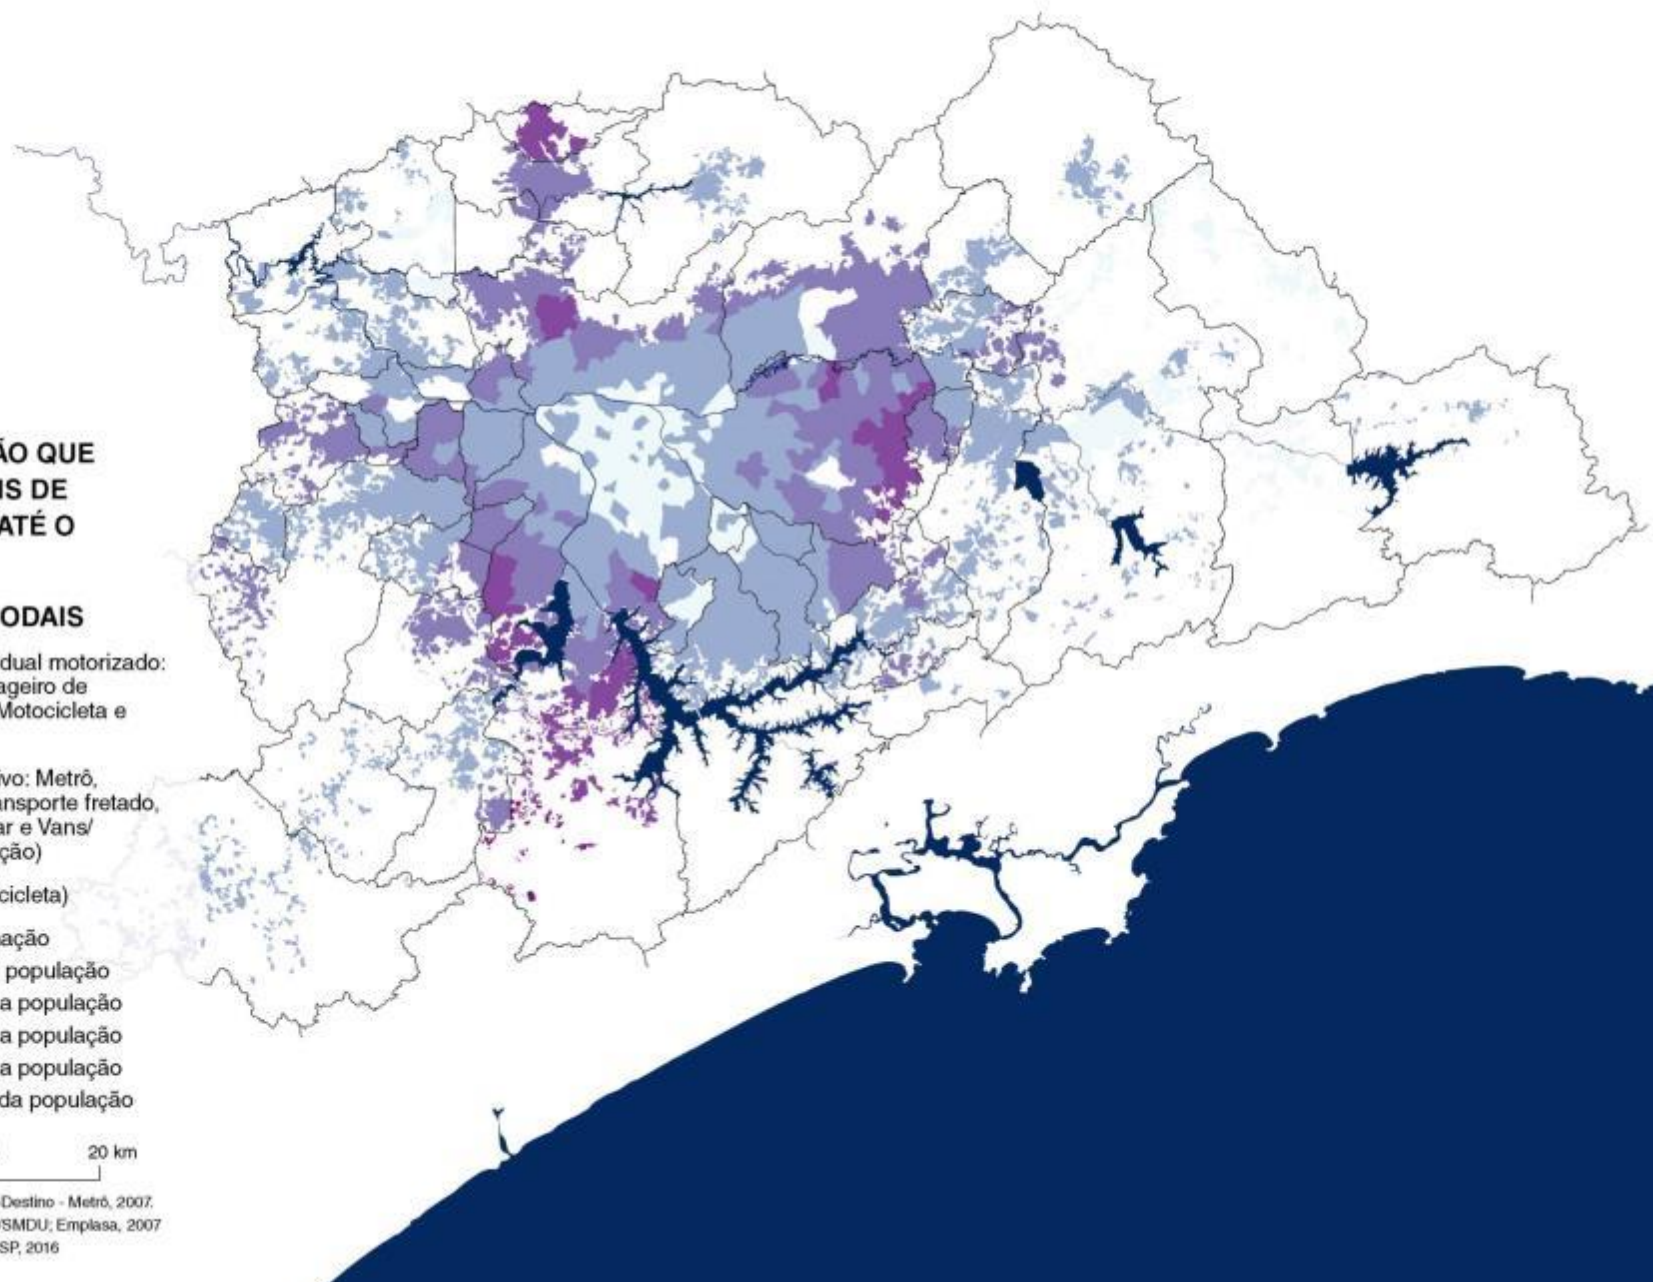 ÃO QUE
IS DE
ATÉ O
ODAIS
dual motorizado:
ageiro de
Motocicleta e
vo: Metrô,
ansporte fretado,
ar e Vans/
ção)
cicleta)
ação
população
a população
a população
a população
da população
20 km
Destino - Metrô, 2007.
SMDU; Emplasa, 2007
SP, 2016